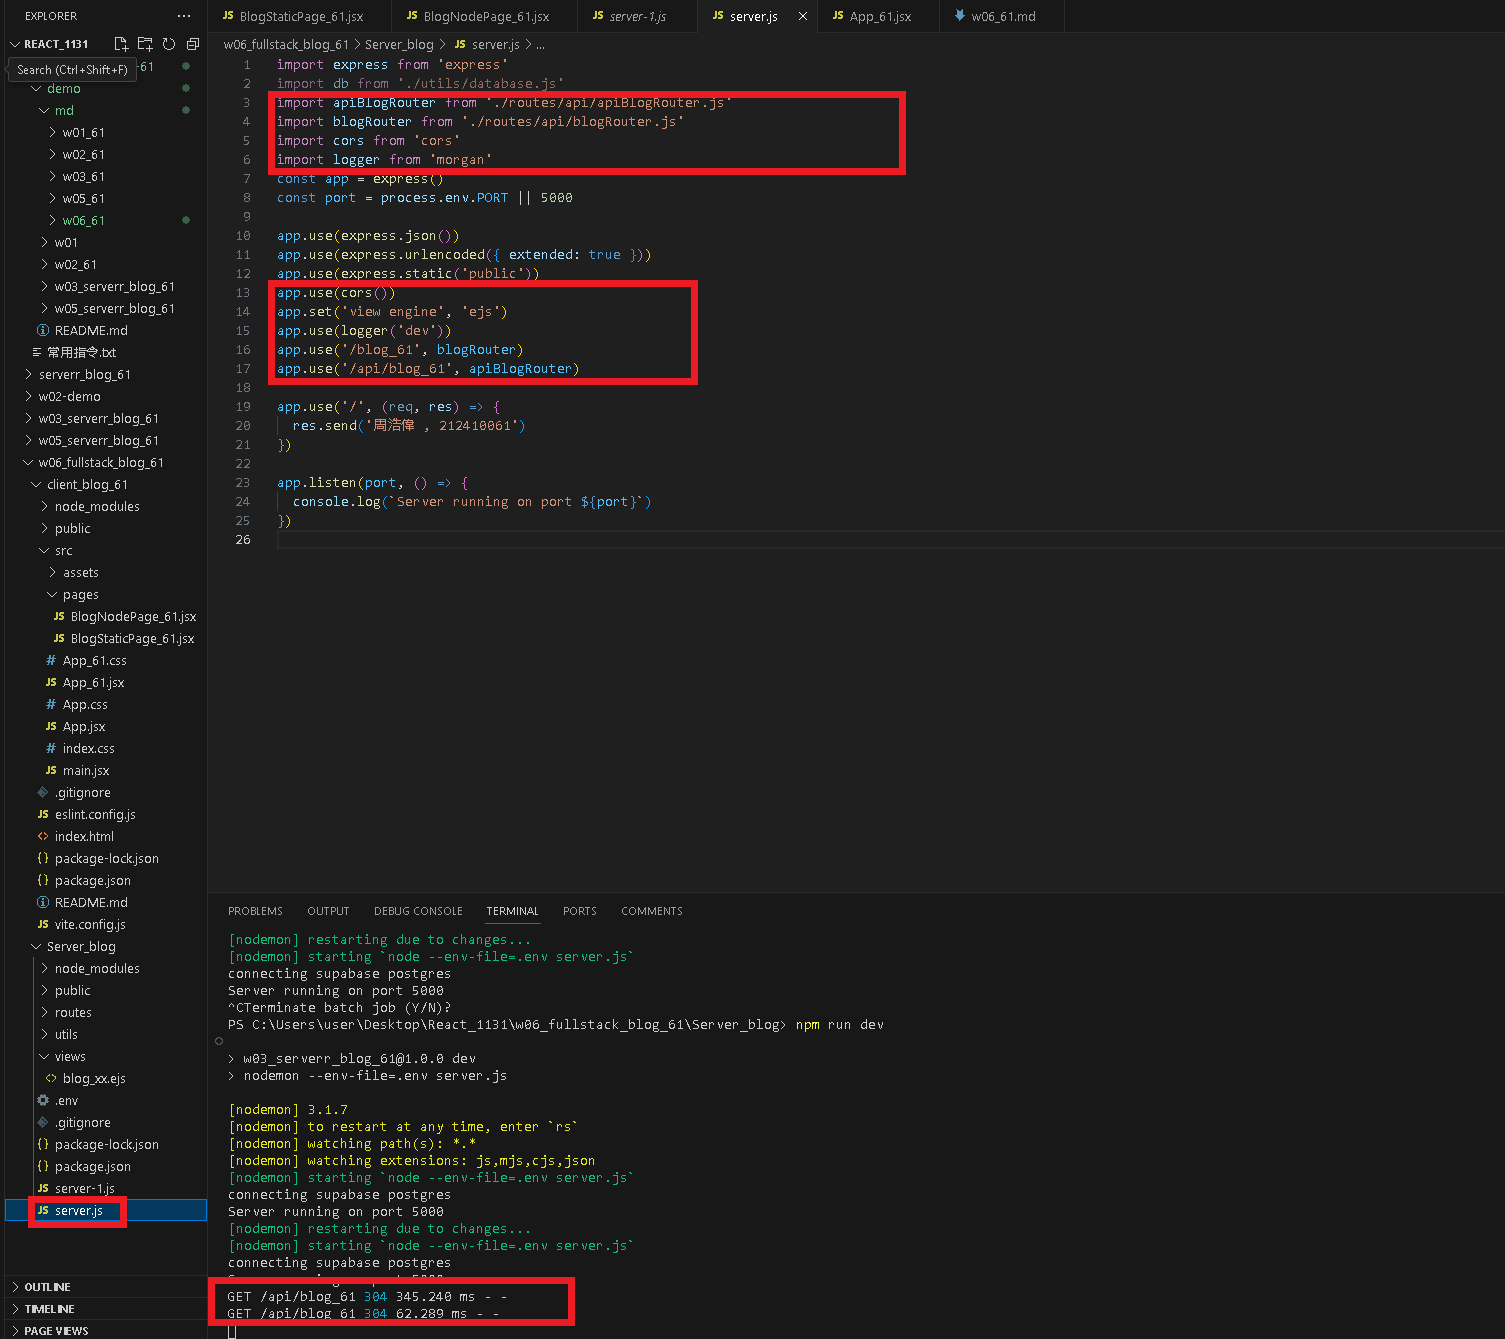 EXPLORER
REACT_1131
Search (Ctrl+Shift+F)
61
demo
md
w01_61
w02_61
w03_61
w05_61
w06_61
w01
w02_61
w03_serverr_blog_61
w05_serverr_blog_61
README.md
常用指令.txt
serverr_blog_61
w02-demo
w03_serverr_blog_61
w05_serverr_blog_61
w06_fullstack_blog_61
client_blog_61
node_modules
public
src
assets
pages
JS BlogNodePage_61.jsx
JS BlogStaticPage_61.jsx
# App_61.css
JS App_61.jsx
# App.css
JS App.jsx
# index.css
JS main.jsx
.gitignore
JS eslint.config.js
<> index.html
{} package-lock.json
{} package.json
README.md
JS vite.config.js
Server_blog
node_modules
public
routes
utils
views
<> blog_xx.ejs
.env
.gitignore
{} package-lock.json
{} package.json
JS server-1.js
JS server.js
OUTLINE
TIMELINE
PAGE VIEWS
JS BlogStaticPage_61.jsx
JS BlogNodePage_61.jsx
JS server-1.js
JS server.js
JS App_61.jsx
w06_61.md
w06_fullstack_blog_61 > Server_blog > JS server.js > ...
1 import express from 'express'
2 import db from './utils/database.js'
3 import apiBlogRouter from './routes/api/apiBlogRouter.js'
4 import blogRouter from './routes/api/blogRouter.js'
5 import cors from 'cors'
6 import logger from 'morgan'
7 const app = express()
8 const port = process.env.PORT || 5000
9
10 app.use(express.json())
11 app.use(express.urlencoded({ extended: true }))
12 app.use(express.static('public'))
13 app.use(cors())
14 app.set('view engine', 'ejs')
15 app.use(logger('dev'))
16 app.use('/blog_61', blogRouter)
17 app.use('/api/blog_61', apiBlogRouter)
18
19 app.use('/', (req, res) => {
20 res.send('周浩偉 , 212410061')
21 })
22
23 app.listen(port, () => {
24 console.log(`Server running on port ${port}`)
25 })
26
PROBLEMS OUTPUT DEBUG CONSOLE TERMINAL PORTS COMMENTS
[nodemon] restarting due to changes...
[nodemon] starting `node --env-file=.env server.js`
connecting supabase postgres
Server running on port 5000
^CTerminate batch job (Y/N)?
PS C:\Users\user\Desktop\React_1131\w06_fullstack_blog_61\Server_blog> npm run dev
> w03_serverr_blog_61@1.0.0 dev
> nodemon --env-file=.env server.js
[nodemon] 3.1.7
[nodemon] to restart at any time, enter `rs`
[nodemon] watching path(s): *.*
[nodemon] watching extensions: js,mjs,cjs,json
[nodemon] starting `node --env-file=.env server.js`
connecting supabase postgres
Server running on port 5000
[nodemon] restarting due to changes...
[nodemon] starting `node --env-file=.env server.js`
connecting supabase postgres
GET /api/blog_61 304 345.240 ms - -
GET /api/blog_61 304 62.289 ms - -